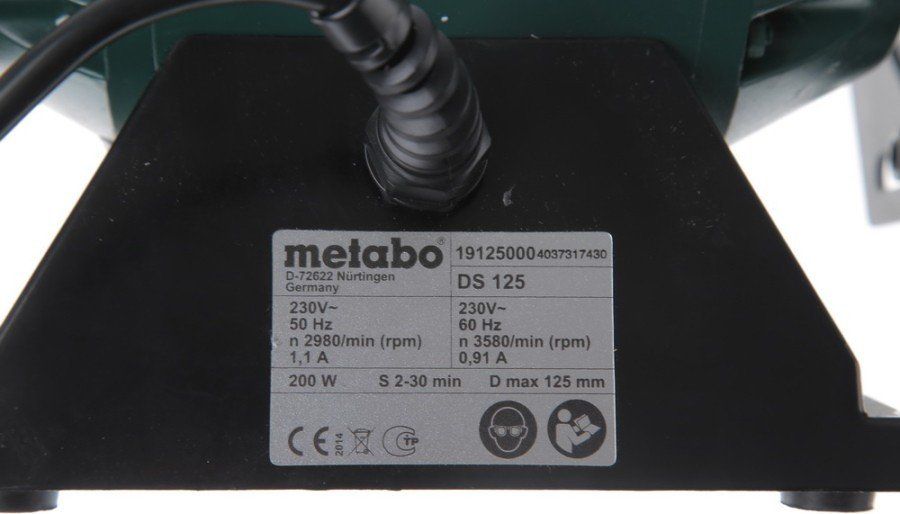 metabo®
D-72622 Nürtingen
Germany
19125000 4037317430
DS 125
230V~
50 Hz
n 2980/min (rpm)
1,1 A
230V~
60 Hz
n 3580/min (rpm)
0,91 A
200 W S 2-30 min D max 125 mm
CE 2014 C TP